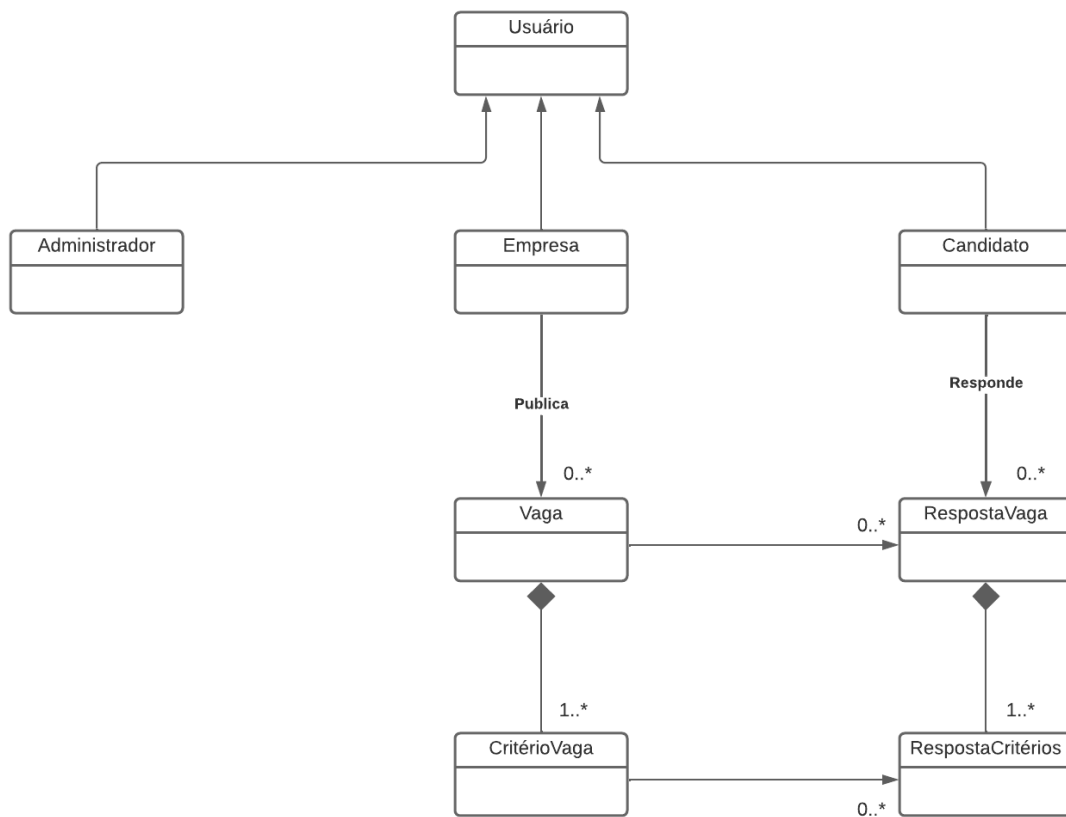 Usuário
Administrador
Empresa
Candidato
Responde
Publica
0..*
0..*
Vaga
RespostaVaga
0..*
1..*
1..*
CritérioVaga
RespostaCritérios
0..*